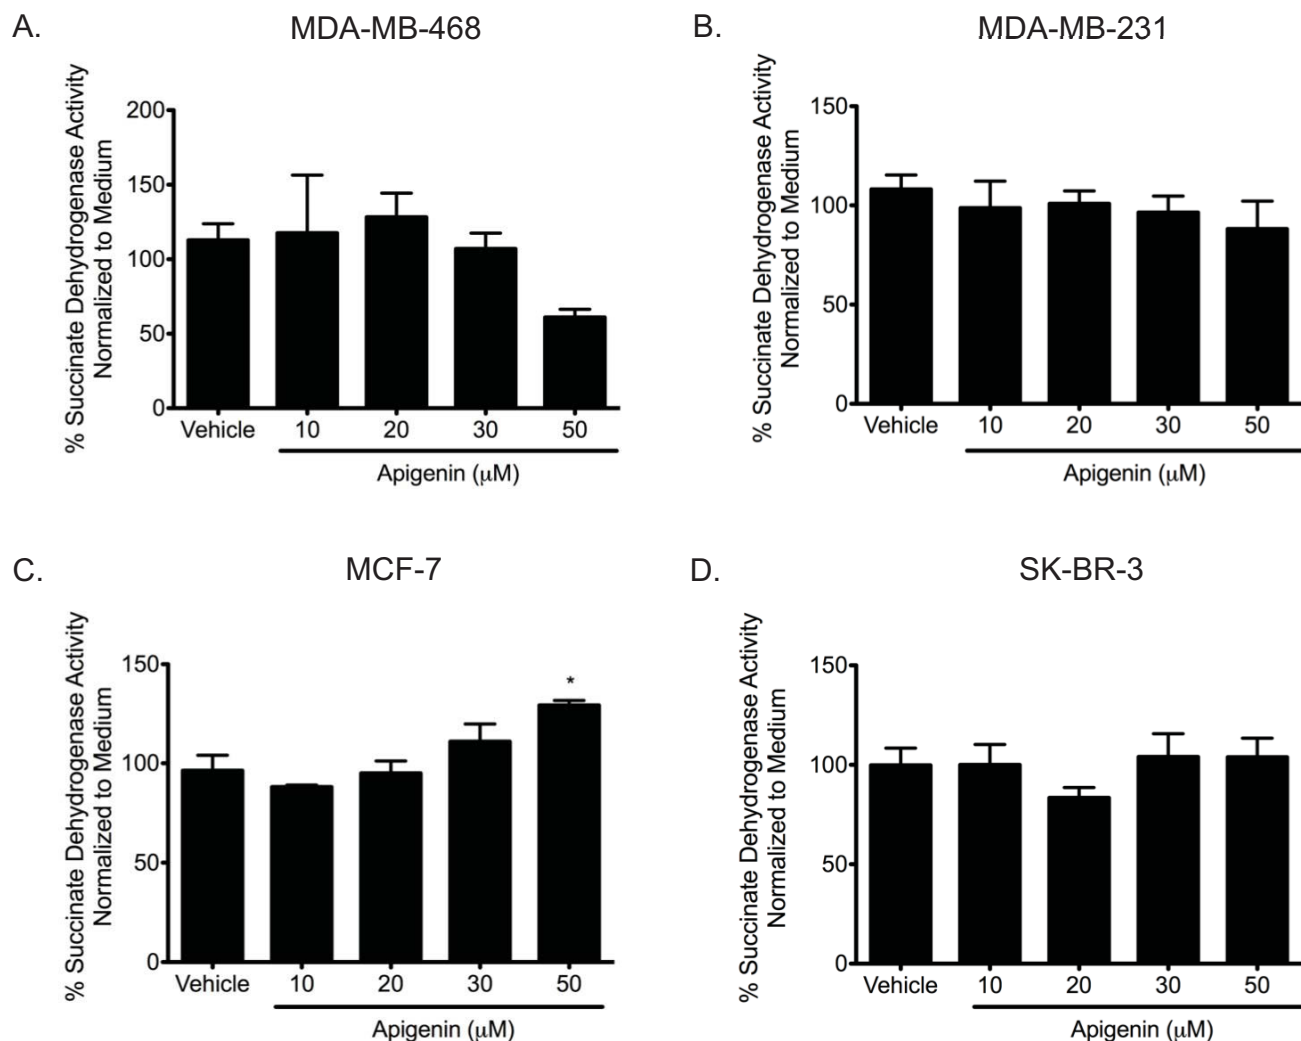 A.
MDA-MB-468
% Succinate Dehydrogenase Activity
Normalized to Medium
200
150
100
50
0
Vehicle 10 20 30 50
Apigenin (μM)
B.
MDA-MB-231
% Succinate Dehydrogenase Activity
Normalized to Medium
150
100
50
0
Vehicle 10 20 30 50
Apigenin (μM)
C.
MCF-7
% Succinate Dehydrogenase Activity
Normalized to Medium
150
100
50
0
*
Vehicle 10 20 30 50
Apigenin (μM)
D.
SK-BR-3
% Succinate Dehydrogenase Activity
Normalized to Medium
150
100
50
0
Vehicle 10 20 30 50
Apigenin (μM)